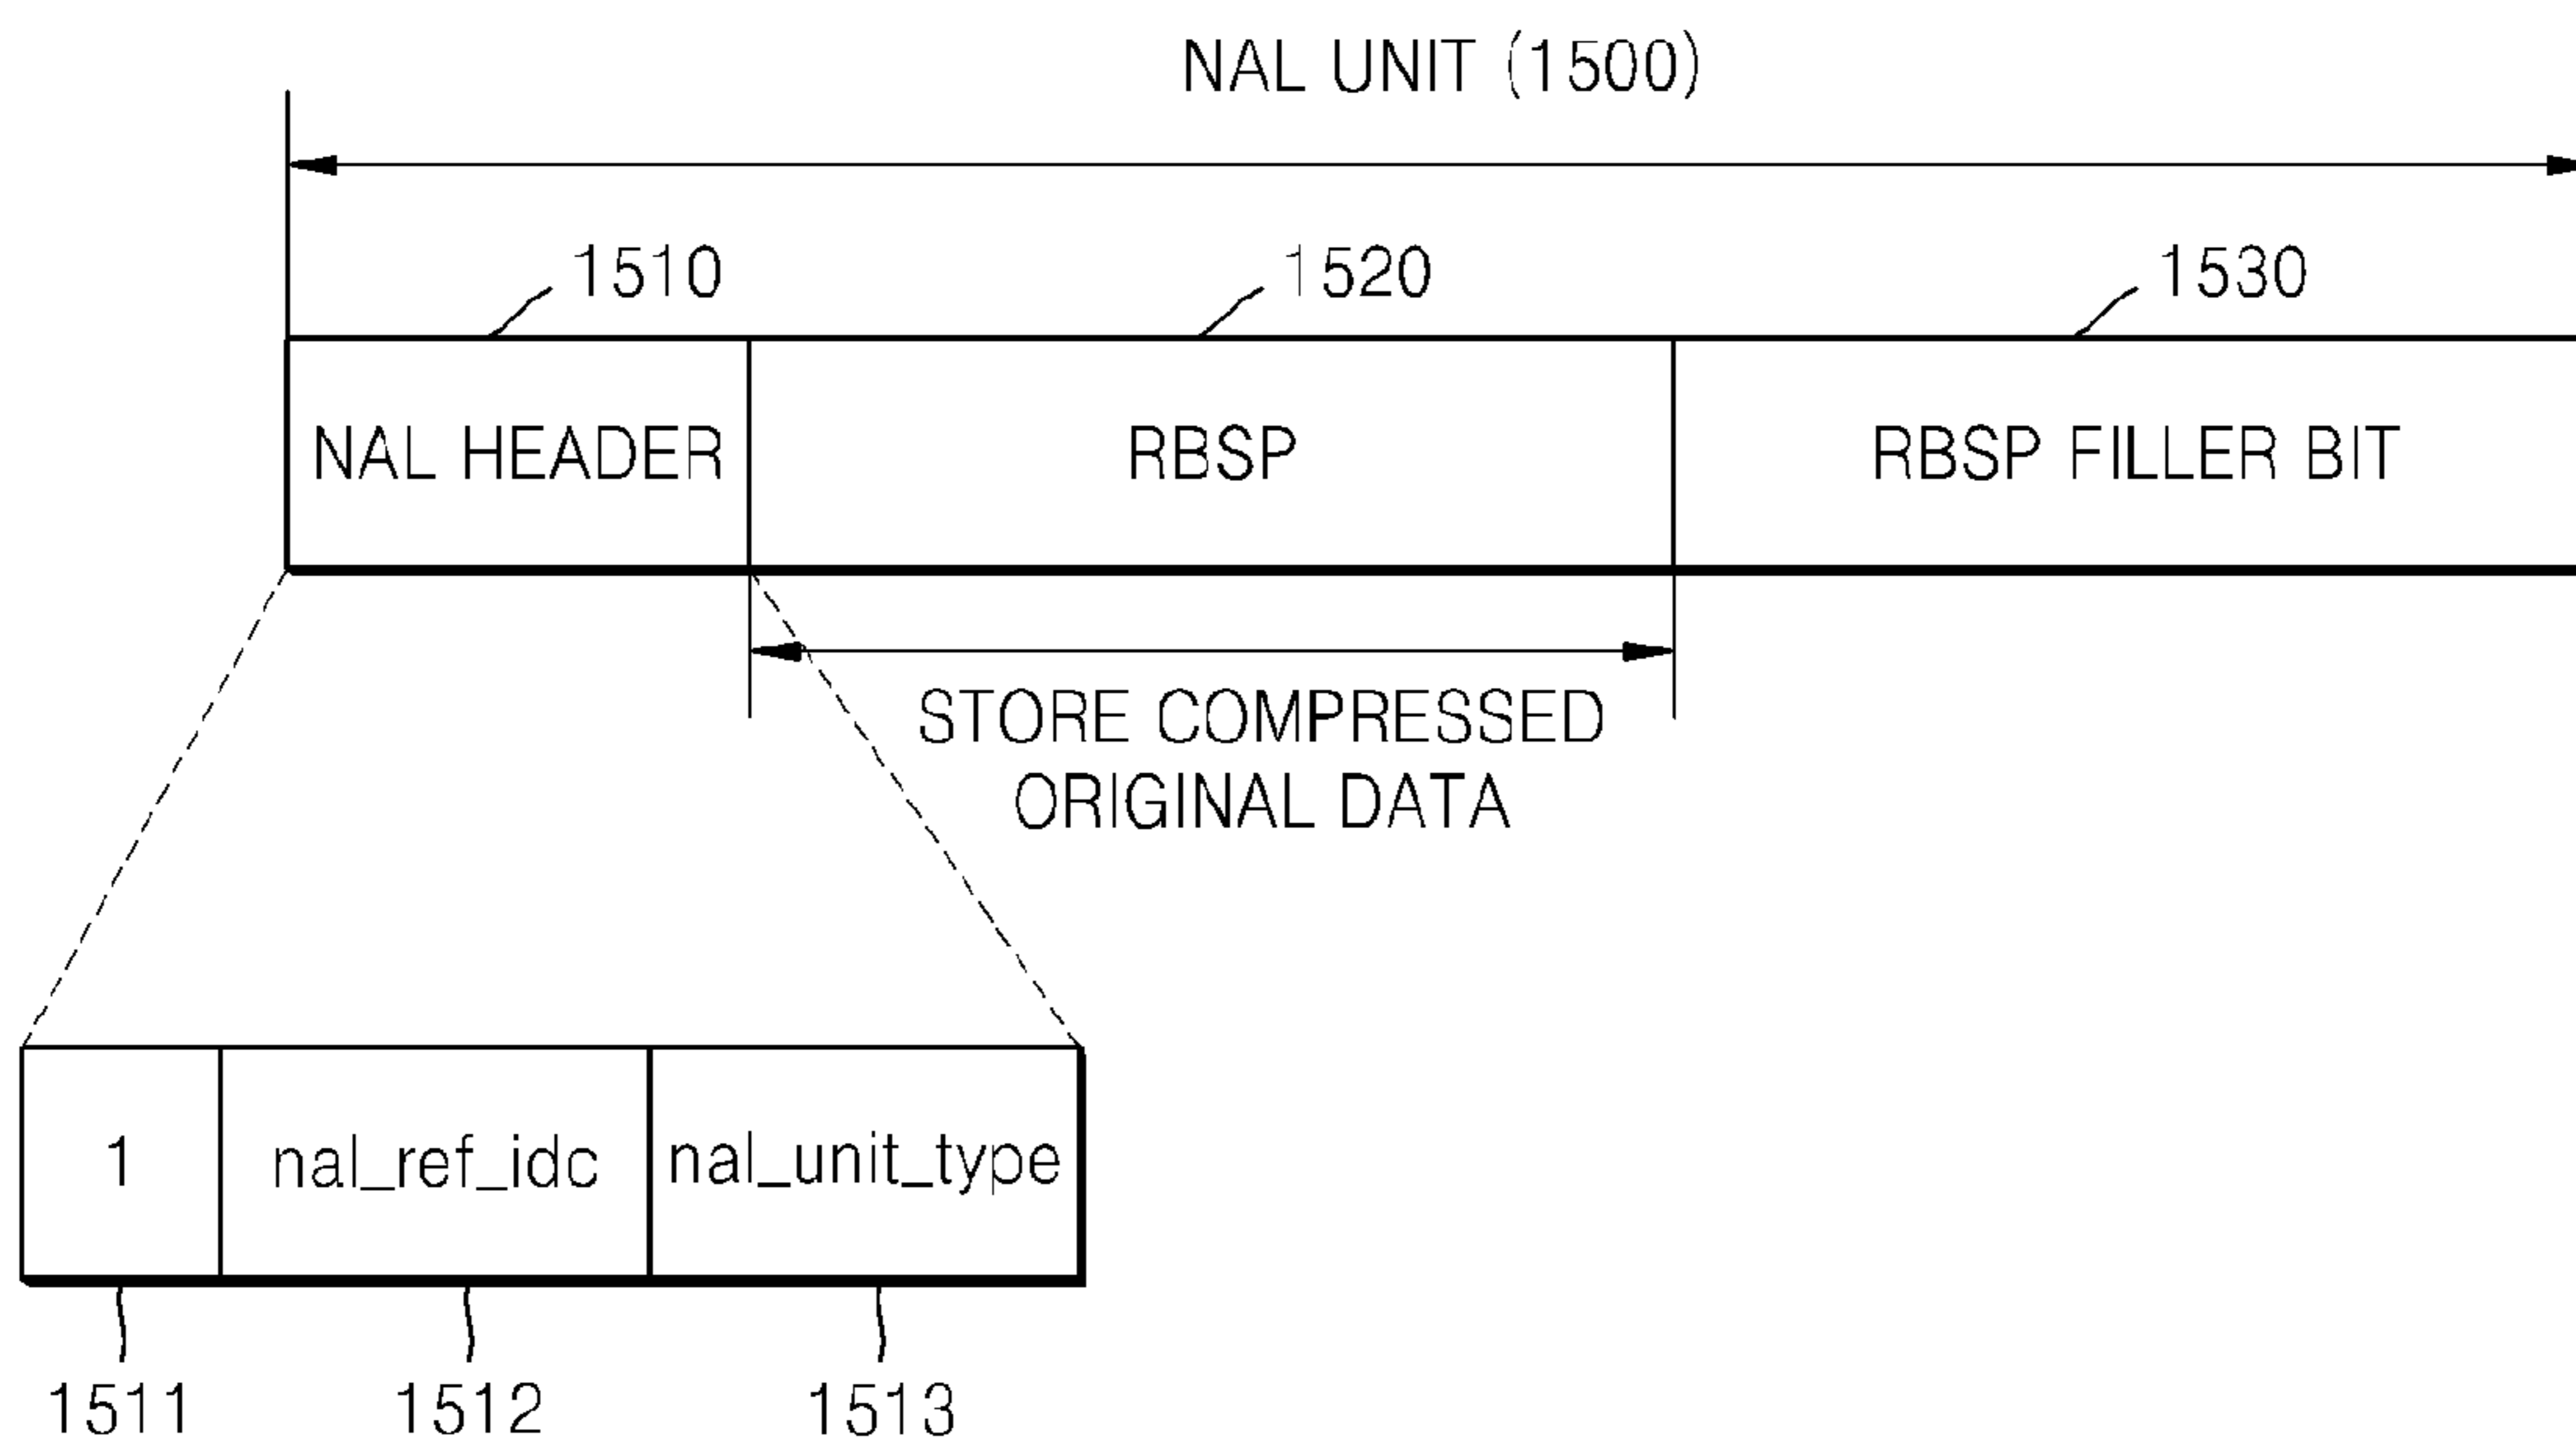 NAL UNIT (1500)
1510
1520
1530
NAL HEADER
RBSP
RBSP FILLER BIT
STORE COMPRESSED
ORIGINAL DATA
1
nal_ref_idc
nal_unit_type
1511
1512
1513